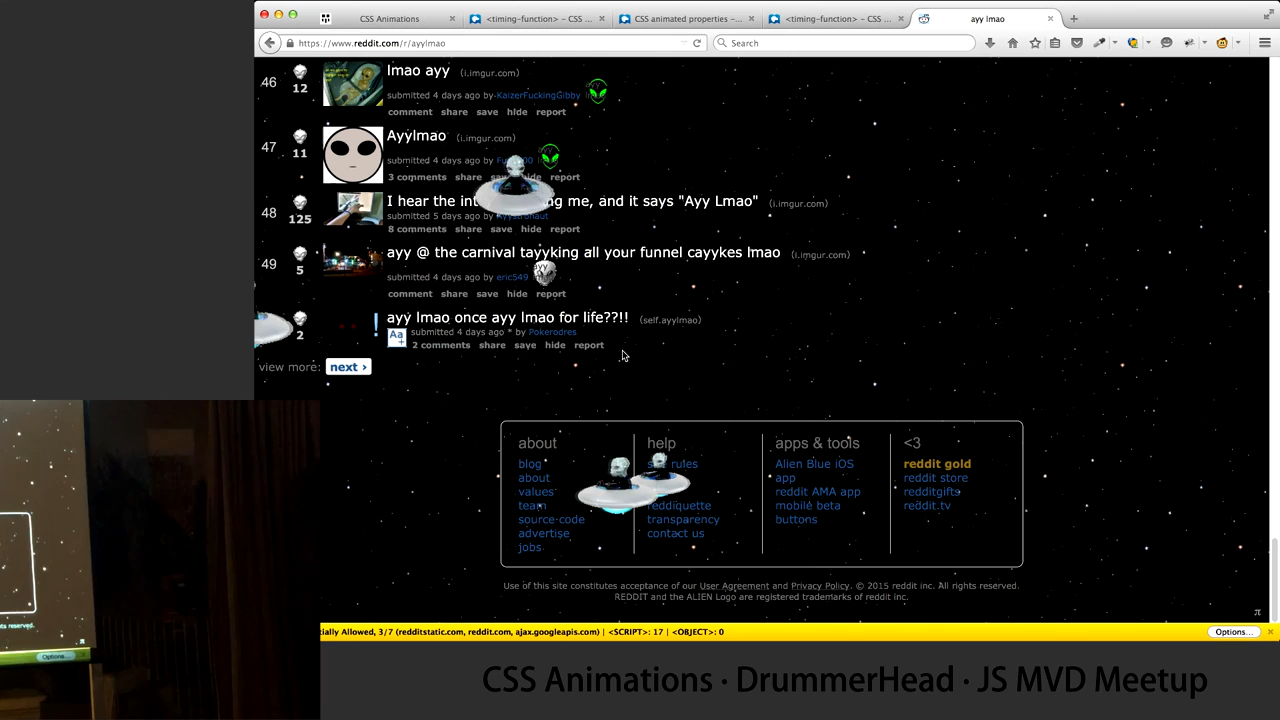 CSS Animations
<timing-function> - CSS ...
CSS animated properties -...
<timing-function> - CSS ...
ayy lmao
https://www.reddit.com/r/ayylmao
Search
46
12
lmao ayy (i.imgur.com)
submitted 4 days ago by KaizerFuckingGibby
comment share save hide report
47
11
Ayylmao (i.imgur.com)
submitted 4 days ago by
3 comments share hide report
48
125
I hear the me, and it says "Ayy Lmao" (i.imgur.com)
submitted 5 days ago by
8 comments share save hide report
49
5
ayy @ the carnival tayyking all your funnel cayykes lmao (i.imgur.com)
submitted 4 days ago by eric549
comment share save hide report
2
ayy lmao once ayy lmao for life??!! (self.ayylmao)
Aa+
submitted 4 days ago * by Pokerodres
2 comments share save hide report
view more: next ›
about
blog
about
values
team
source code
advertise
jobs
help
rules
reddiquette
transparency
contact us
apps & tools
Alien Blue iOS
app
reddit AMA app
mobile beta
buttons
<3
reddit gold
reddit store
redditgifts
reddit.tv
Use of this site constitutes acceptance of our User Agreement and Privacy Policy. © 2015 reddit inc. All rights reserved.
REDDIT and the ALIEN Logo are registered trademarks of reddit inc.
π
tially Allowed, 3/7 (redditstatic.com, reddit.com, ajax.googleapis.com) | <SCRIPT>: 17 | <OBJECT>: 0
Options...
Options...
CSS Animations · DrummerHead · JS MVD Meetup